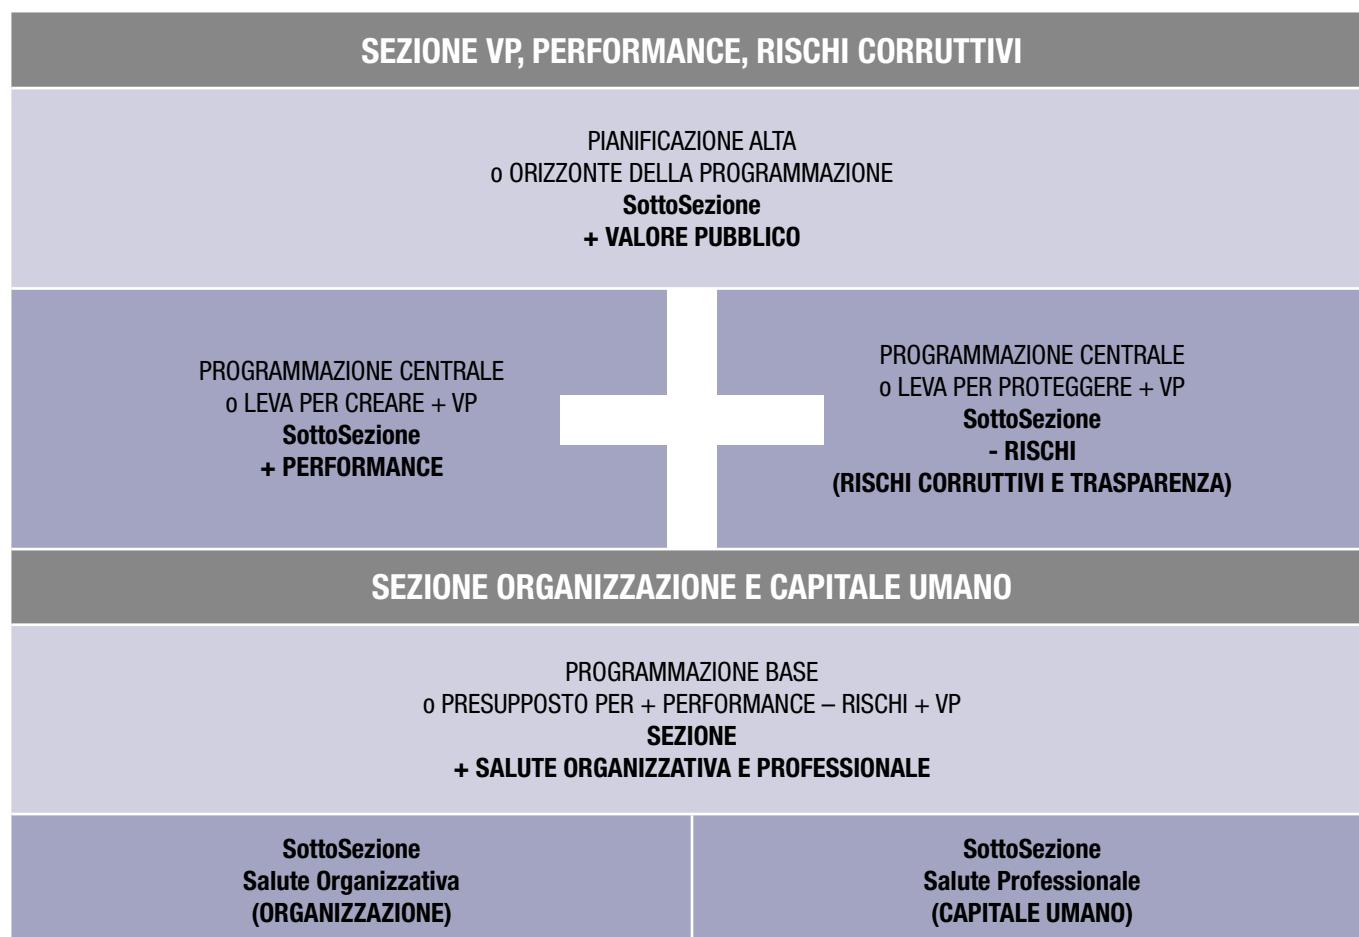 SEZIONE VP, PERFORMANCE, RISCHI CORRUTTIVI
PIANIFICAZIONE ALTA
o ORIZZONTE DELLA PROGRAMMAZIONE
SottoSezione
+ VALORE PUBBLICO
PROGRAMMAZIONE CENTRALE
o LEVA PER CREARE + VP
SottoSezione
+ PERFORMANCE
PROGRAMMAZIONE CENTRALE
o LEVA PER PROTEGGERE + VP
SottoSezione
- RISCHI
(RISCHI CORRUTTIVI E TRASPARENZA)
SEZIONE ORGANIZZAZIONE E CAPITALE UMANO
PROGRAMMAZIONE BASE
o PRESUPPOSTO PER + PERFORMANCE – RISCHI + VP
SEZIONE
+ SALUTE ORGANIZZATIVA E PROFESSIONALE
SottoSezione
Salute Organizzativa
(ORGANIZZAZIONE)
SottoSezione
Salute Professionale
(CAPITALE UMANO)